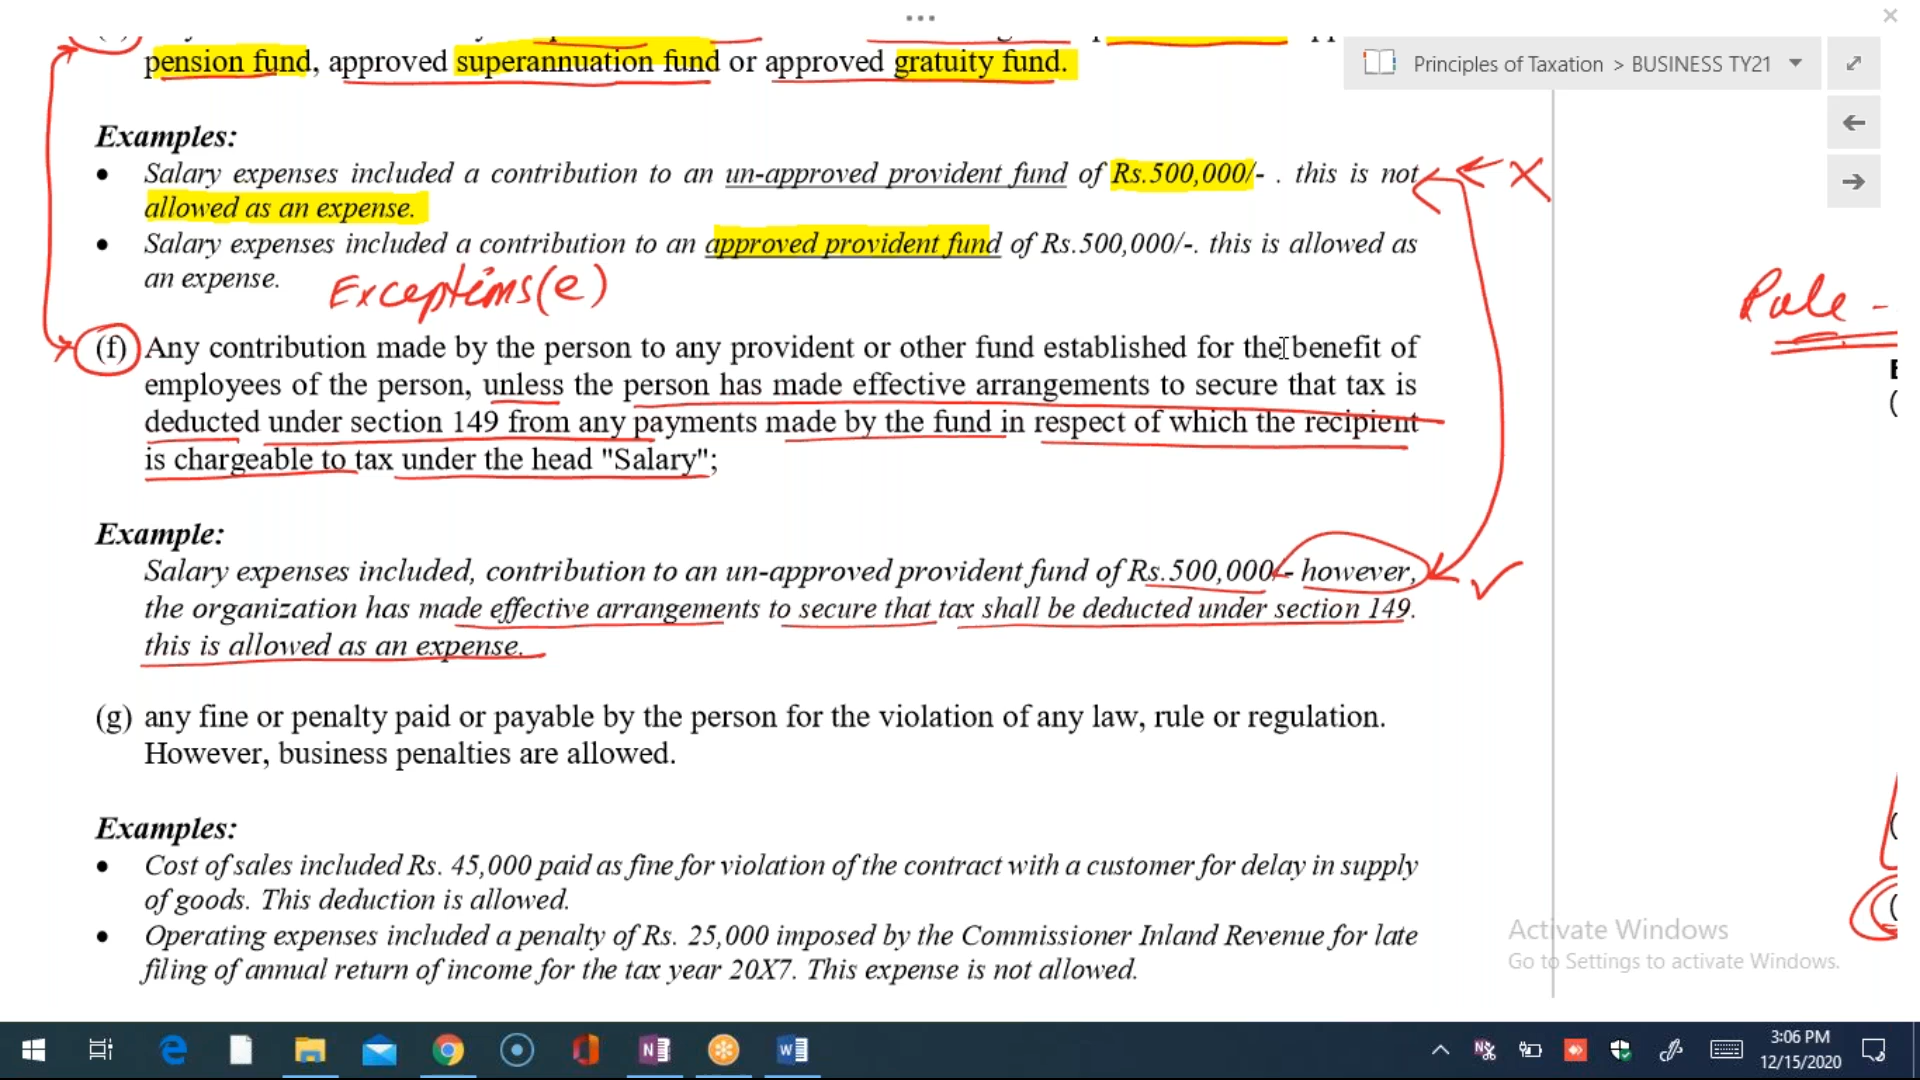 pension fund, approved superannuation fund or approved gratuity fund.
Principles of Taxation > BUSINESS TY21
Examples:
• Salary expenses included a contribution to an un-approved provident fund of Rs.500,000/- . this is not
allowed as an expense.
• Salary expenses included a contribution to an approved provident fund of Rs.500,000/-. this is allowed as
an expense.
Exceptions(e)
(f) Any contribution made by the person to any provident or other fund established for the benefit of
employees of the person, unless the person has made effective arrangements to secure that tax is
deducted under section 149 from any payments made by the fund in respect of which the recipient
is chargeable to tax under the head "Salary";
Example:
Salary expenses included, contribution to an un-approved provident fund of Rs.500,000/- however,
the organization has made effective arrangements to secure that tax shall be deducted under section 149.
this is allowed as an expense.
(g) any fine or penalty paid or payable by the person for the violation of any law, rule or regulation.
However, business penalties are allowed.
Examples:
• Cost of sales included Rs. 45,000 paid as fine for violation of the contract with a customer for delay in supply
of goods. This deduction is allowed.
• Operating expenses included a penalty of Rs. 25,000 imposed by the Commissioner Inland Revenue for late
filing of annual return of income for the tax year 20X7. This expense is not allowed.
Activate Windows
Go to Settings to activate Windows.
3:06 PM
12/15/2020